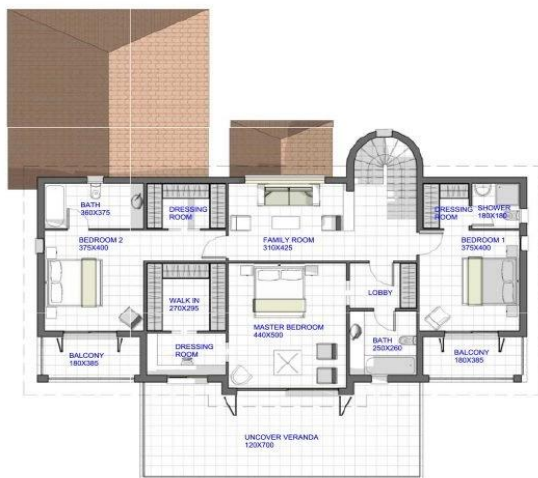 BATH
360X375
DRESSING
ROOM
BEDROOM 2
375X400
FAMILY ROOM
310X425
DRESSING
ROOM
SHOWER
180X180
BEDROOM 1
375X400
WALK IN
270X295
LOBBY
MASTER BEDROOM
440X500
DRESSING
ROOM
BATH
250X260
BALCONY
180X385
BALCONY
180X385
UNCOVER VERANDA
120X700